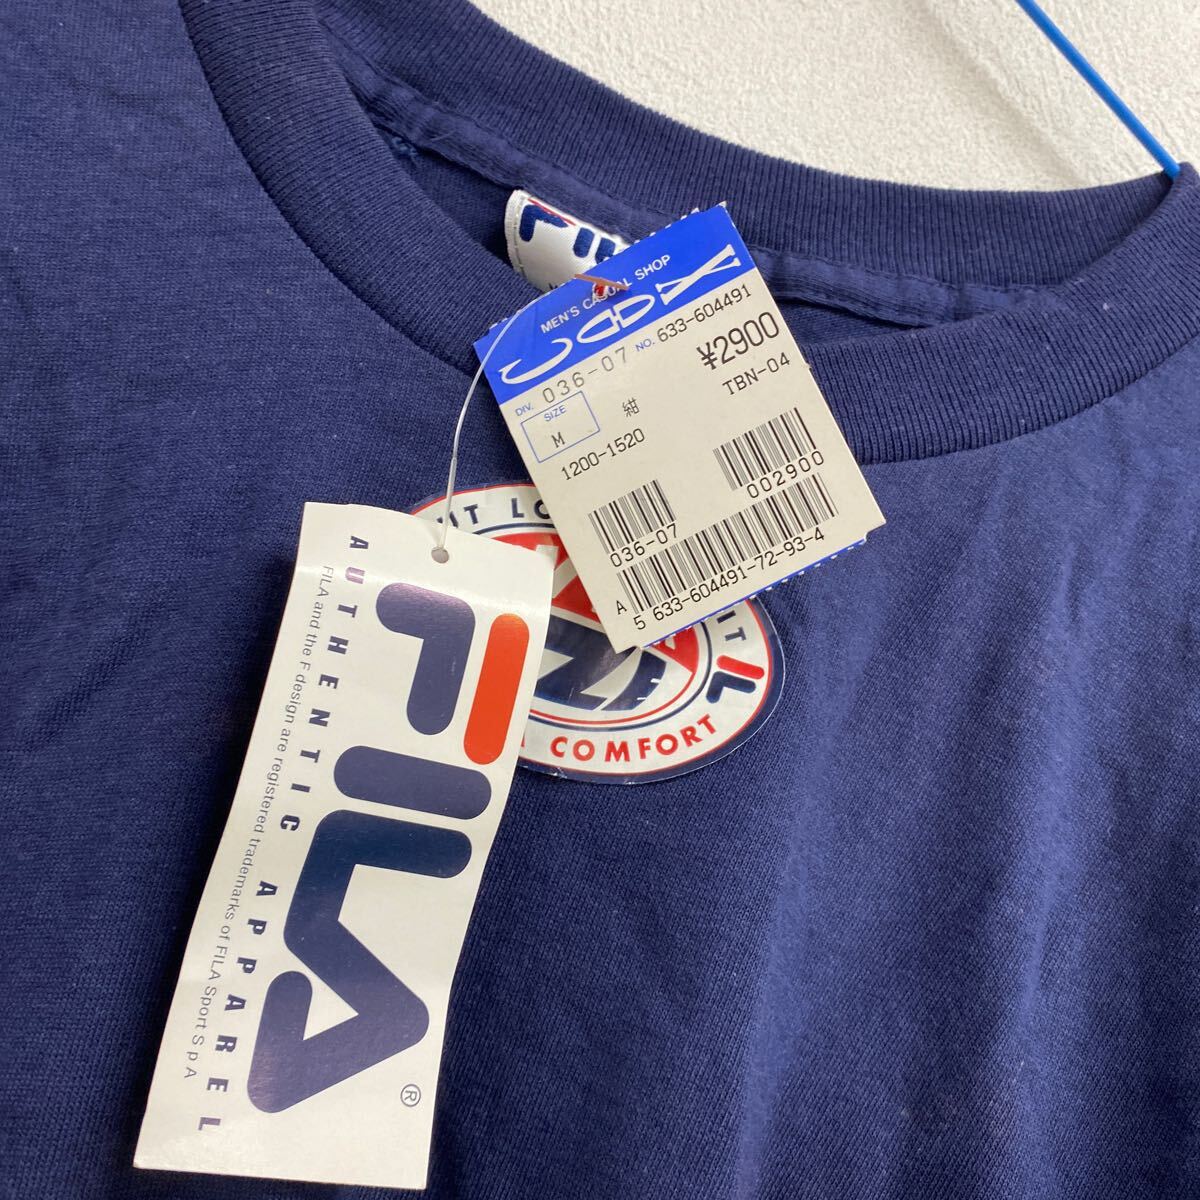 FILA
MEN'S CASUAL SHOP
DIV. 036-07 NO. 633-604491
¥2900
SIZE
M
紺
TBN-04
1200-1520
002900
036-07
A
5 633-604491-72-93-4
IT
COMFORT
FILA
®
AUTHENTIC APPAREL
FILA and the F design are registered trademarks of FILA Sport S p A